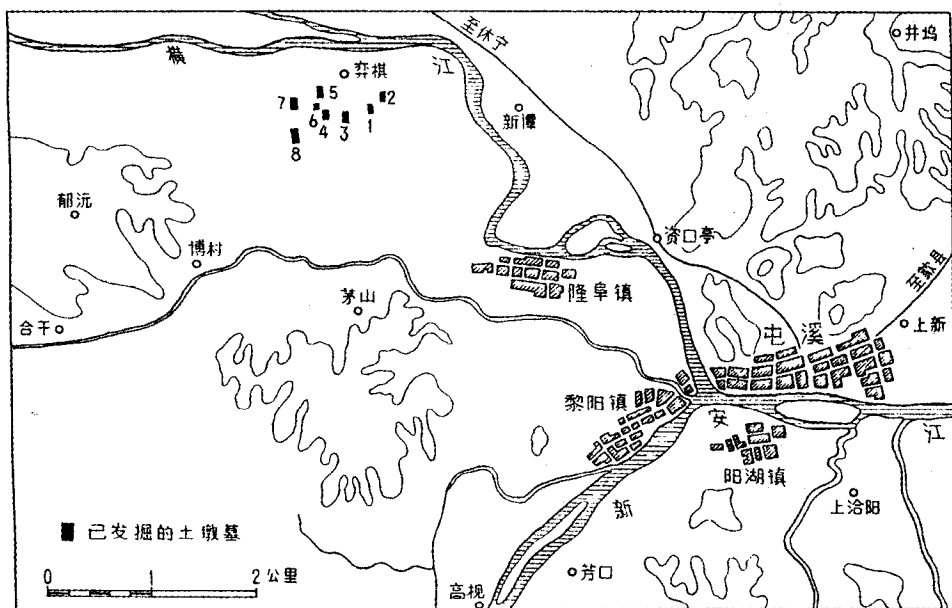 至休宁
井坞
横
江
弈棋
5
7
2
6
4
3
1
8
新谭
郁沅
博村
资口亭
至歙县
隆阜镇
茅山
合干
屯溪
上新
黎阳镇
安
江
阳湖镇
新
上洽阳
已发掘的土墩墓
0 1 2 公里
芳口
高枧